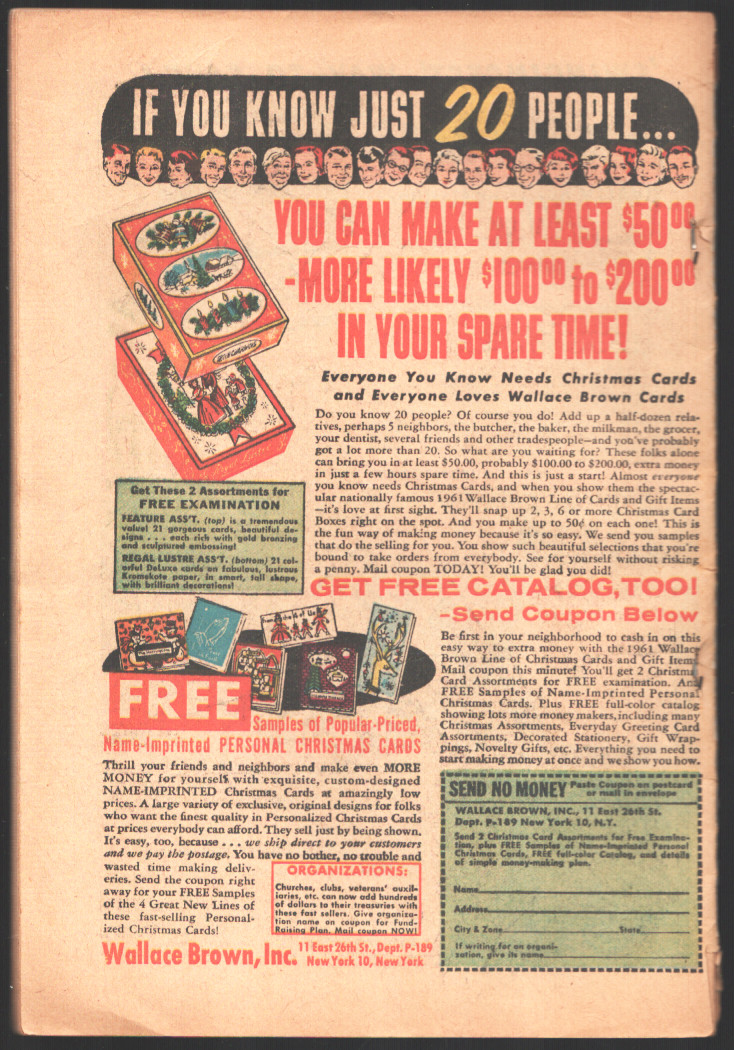 IF YOU KNOW JUST 20 PEOPLE...
YOU CAN MAKE AT LEAST $50⁰⁰
-MORE LIKELY $100⁰⁰ to $200⁰⁰
IN YOUR SPARE TIME!
Everyone You Know Needs Christmas Cards
and Everyone Loves Wallace Brown Cards
Do you know 20 people? Of course you do! Add up a half-dozen rela-
tives, perhaps 5 neighbors, the butcher, the baker, the milkman, the grocer,
your dentist, several friends and other tradespeople—and you've probably
got a lot more than 20. So what are you waiting for? These folks alone
can bring you in at least $50.00, probably $100.00 to $200.00, extra money
in just a few hours spare time. And this is just a start! Almost everyone
you know needs Christmas Cards, and when you show them the spectac-
ular nationally famous 1961 Wallace Brown Line of Cards and Gift Items
—it's love at first sight. They'll snap up 2, 3, 6 or more Christmas Card
Boxes right on the spot. And you make up to 50¢ on each one! This is
the fun way of making money because it's so easy. We send you samples
that do the selling for you. You show such beautiful selections that you're
bound to take orders from everybody. See for yourself without risking
a penny. Mail coupon TODAY! You'll be glad you did!
Get These 2 Assortments for
FREE EXAMINATION
FEATURE ASS'T. (top) is a tremendous
value! 21 gorgeous cards, beautiful de-
signs . . . each rich with gold bronzing
and sculptured embossing!
REGAL LUSTRE ASS'T. (bottom) 21 col-
orful DeLuxe cards on fabulous, lustrous
Kromekote paper, in smart, tall shape,
with brilliant decorations!
GET FREE CATALOG, TOO!
-Send Coupon Below
Be first in your neighborhood to cash in on this
easy way to extra money with the 1961 Wallace
Brown Line of Christmas Cards and Gift Items
Mail coupon this minute! You'll get 2 Christmas
Card Assortments for FREE examination. And
FREE Samples of Name-Imprinted Personal
Christmas Cards. Plus FREE full-color catalog
showing lots more money makers, including many
Christmas Assortments, Everyday Greeting Card
Assortments, Decorated Stationery, Gift Wrap-
pings, Novelty Gifts, etc. Everything you need to
start making money at once and we show you how.
FREE
Samples of Popular-Priced,
Name-Imprinted PERSONAL CHRISTMAS CARDS
Thrill your friends and neighbors and make even MORE
MONEY for yourself with exquisite, custom-designed
NAME-IMPRINTED Christmas Cards at amazingly low
prices. A large variety of exclusive, original designs for folks
who want the finest quality in Personalized Christmas Cards
at prices everybody can afford. They sell just by being shown.
It's easy, too, because . . . we ship direct to your customers
and we pay the postage. You have no bother, no trouble and
wasted time making deliv-
eries. Send the coupon right
away for your FREE Samples
of the 4 Great New Lines of
these fast-selling Personal-
ized Christmas Cards!
ORGANIZATIONS:
Churches, clubs, veterans' auxil-
iaries, etc. can now add hundreds
of dollars to their treasuries with
these fast sellers. Give organiza-
tion name on coupon for Fund-
Raising Plan. Mail coupon NOW!
Wallace Brown, Inc.
11 East 26th St., Dept. P-189
New York 10, New York
SEND NO MONEY Paste Coupon on postcard
or mail in envelope
WALLACE BROWN, INC., 11 East 26th St.
Dept. P-189 New York 10, N.Y.
Send 2 Christmas Card Assortments for Free Examina-
tion, plus FREE Samples of Name-Imprinted Personal
Christmas Cards, FREE full-color Catalog, and details
of simple money-making plan.
Name
Address
City & Zone State
If writing for an organi-
zation, give its name